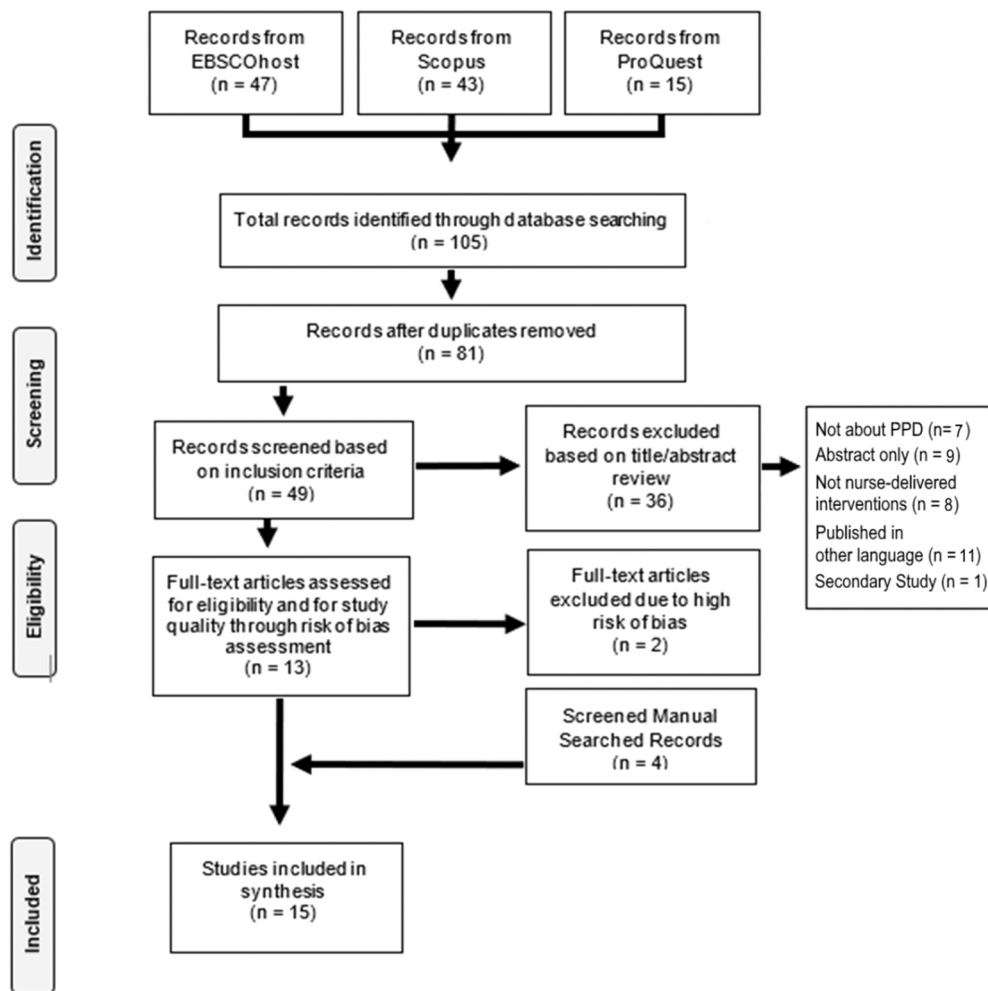 Records from
EBSCOhost
(n = 47)
Records from
Scopus
(n = 43)
Records from
ProQuest
(n = 15)
Identification
Total records identified through database searching
(n = 105)
Screening
Records after duplicates removed
(n = 81)
Records screened based
on inclusion criteria
(n = 49)
Records excluded
based on title/abstract
review
(n = 36)
Not about PPD (n= 7)
Abstract only (n = 9)
Not nurse-delivered
interventions (n = 8)
Published in
other language (n = 11)
Secondary Study (n = 1)
Eligibility
Full-text articles assessed
for eligibility and for study
quality through risk of bias
assessment
(n = 13)
Full-text articles
excluded due to high
risk of bias
(n = 2)
Screened Manual
Searched Records
(n = 4)
Included
Studies included in
synthesis
(n = 15)